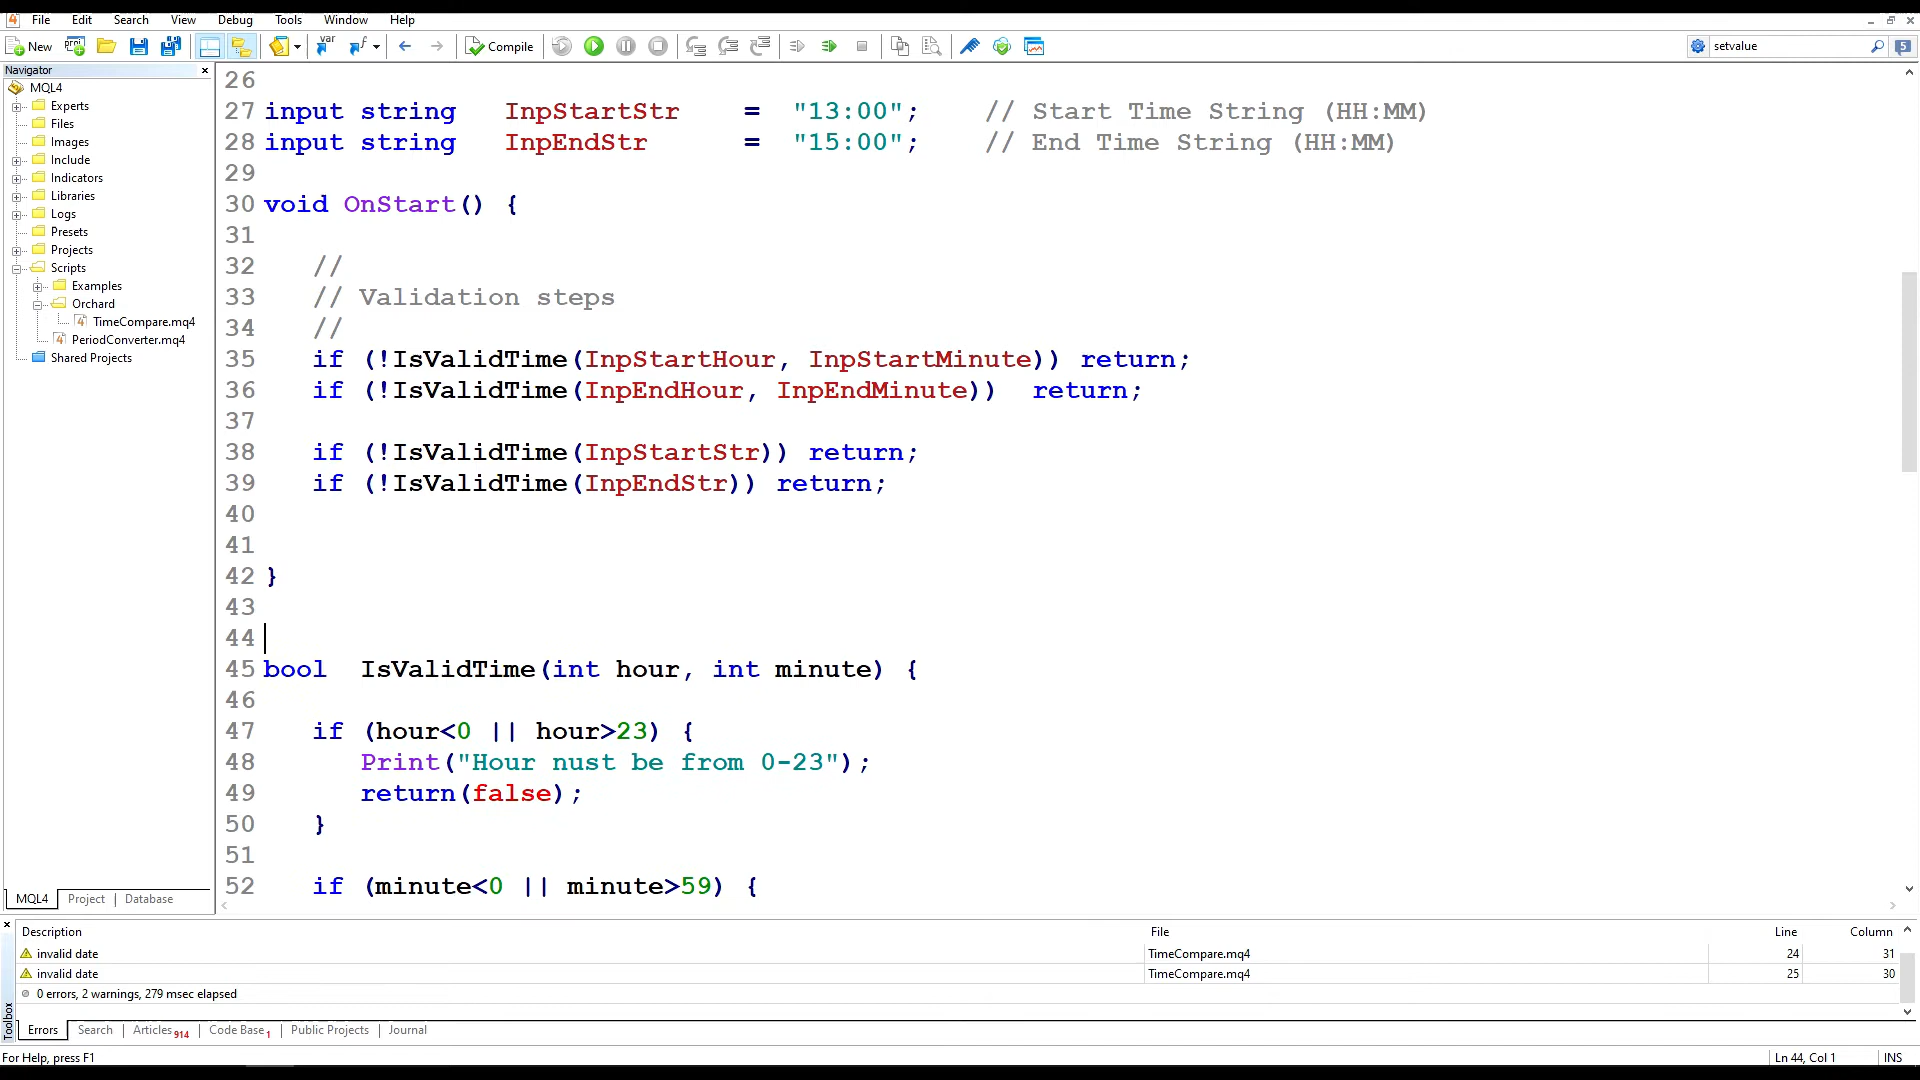 File Edit Search View Debug Tools Window Help
New var f Compile setvalue 5
Navigator
MQL4
Experts
Files
Images
Include
Indicators
Libraries
Logs
Presets
Projects
Scripts
Examples
Orchard
TimeCompare.mq4
PeriodConverter.mq4
Shared Projects
MQL4 Project Database
26
27 input string InpStartStr = "13:00"; // Start Time String (HH:MM)
28 input string InpEndStr = "15:00"; // End Time String (HH:MM)
29
30 void OnStart() {
31
32 //
33 // Validation steps
34 //
35 if (!IsValidTime(InpStartHour, InpStartMinute)) return;
36 if (!IsValidTime(InpEndHour, InpEndMinute)) return;
37
38 if (!IsValidTime(InpStartStr)) return;
39 if (!IsValidTime(InpEndStr)) return;
40
41
42 }
43
44
45 bool IsValidTime(int hour, int minute) {
46
47 if (hour<0 || hour>23) {
48 Print("Hour nust be from 0-23");
49 return(false);
50 }
51
52 if (minute<0 || minute>59) {
Description File Line Column
invalid date TimeCompare.mq4 24 31
invalid date TimeCompare.mq4 25 30
0 errors, 2 warnings, 279 msec elapsed
Toolbox
Errors Search Articles 914 Code Base 1 Public Projects Journal
For Help, press F1 Ln 44, Col 1 INS